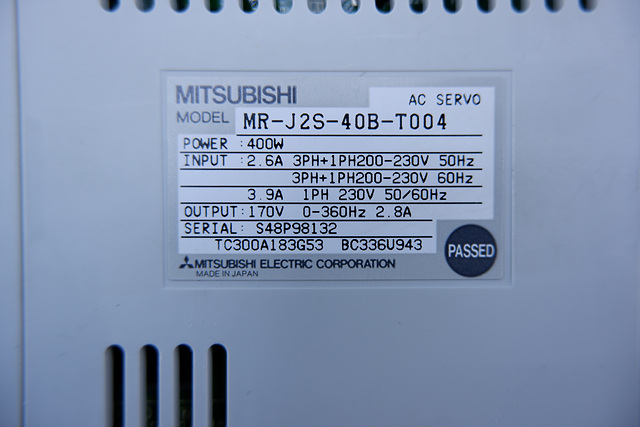 MITSUBISHI
AC SERVO
MODEL MR-J2S-40B-T004
POWER :400W
INPUT :2.6A 3PH+1PH200-230V 50Hz
3PH+1PH200-230V 60Hz
3.9A 1PH 230V 50/60Hz
OUTPUT:170V 0-360Hz 2.8A
SERIAL: S48P98132
TC300A183G53 BC336U943
PASSED
MITSUBISHI ELECTRIC CORPORATION
MADE IN JAPAN